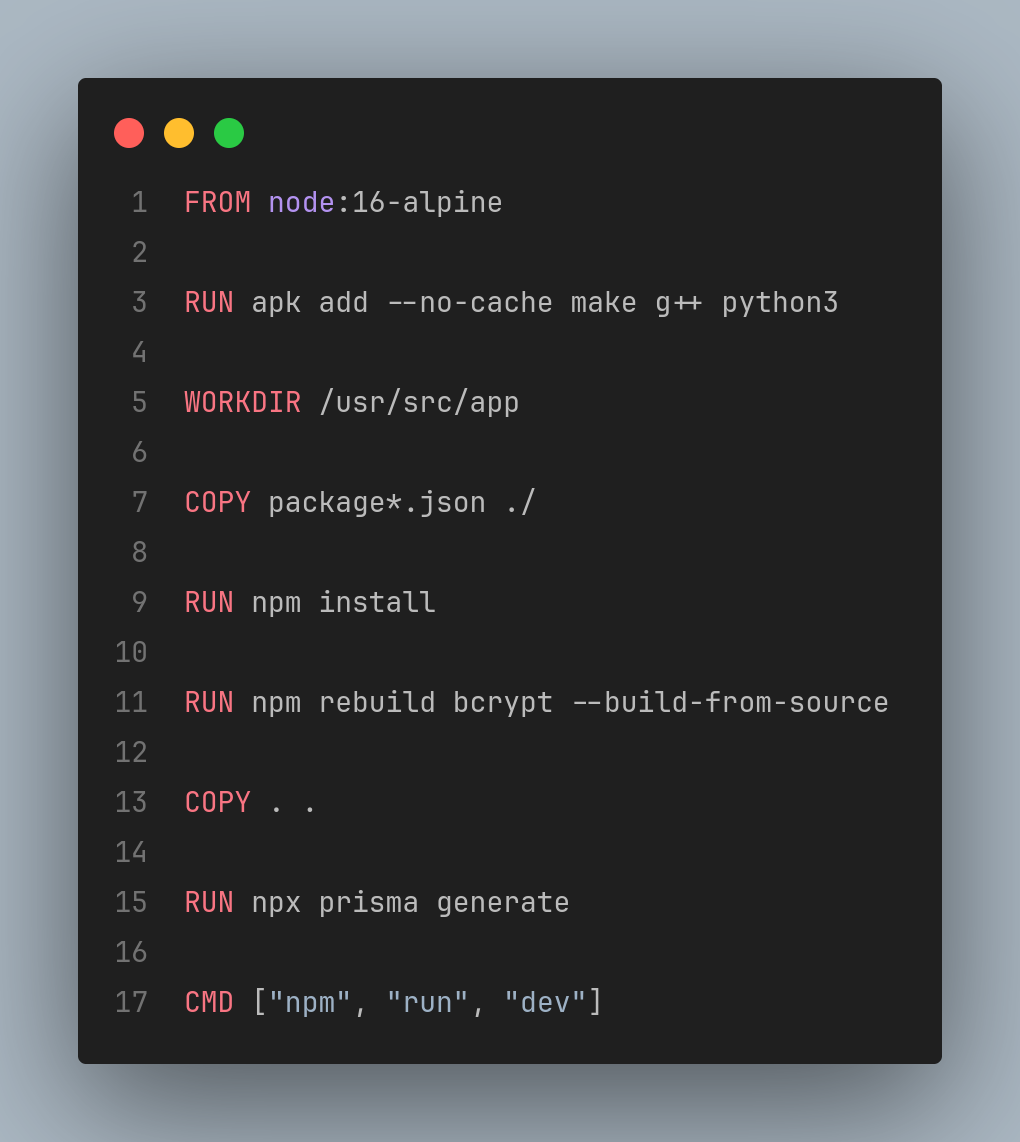 1 FROM node:16-alpine
2
3 RUN apk add --no-cache make g++ python3
4
5 WORKDIR /usr/src/app
6
7 COPY package*.json ./
8
9 RUN npm install
10
11 RUN npm rebuild bcrypt --build-from-source
12
13 COPY . .
14
15 RUN npx prisma generate
16
17 CMD ["npm", "run", "dev"]